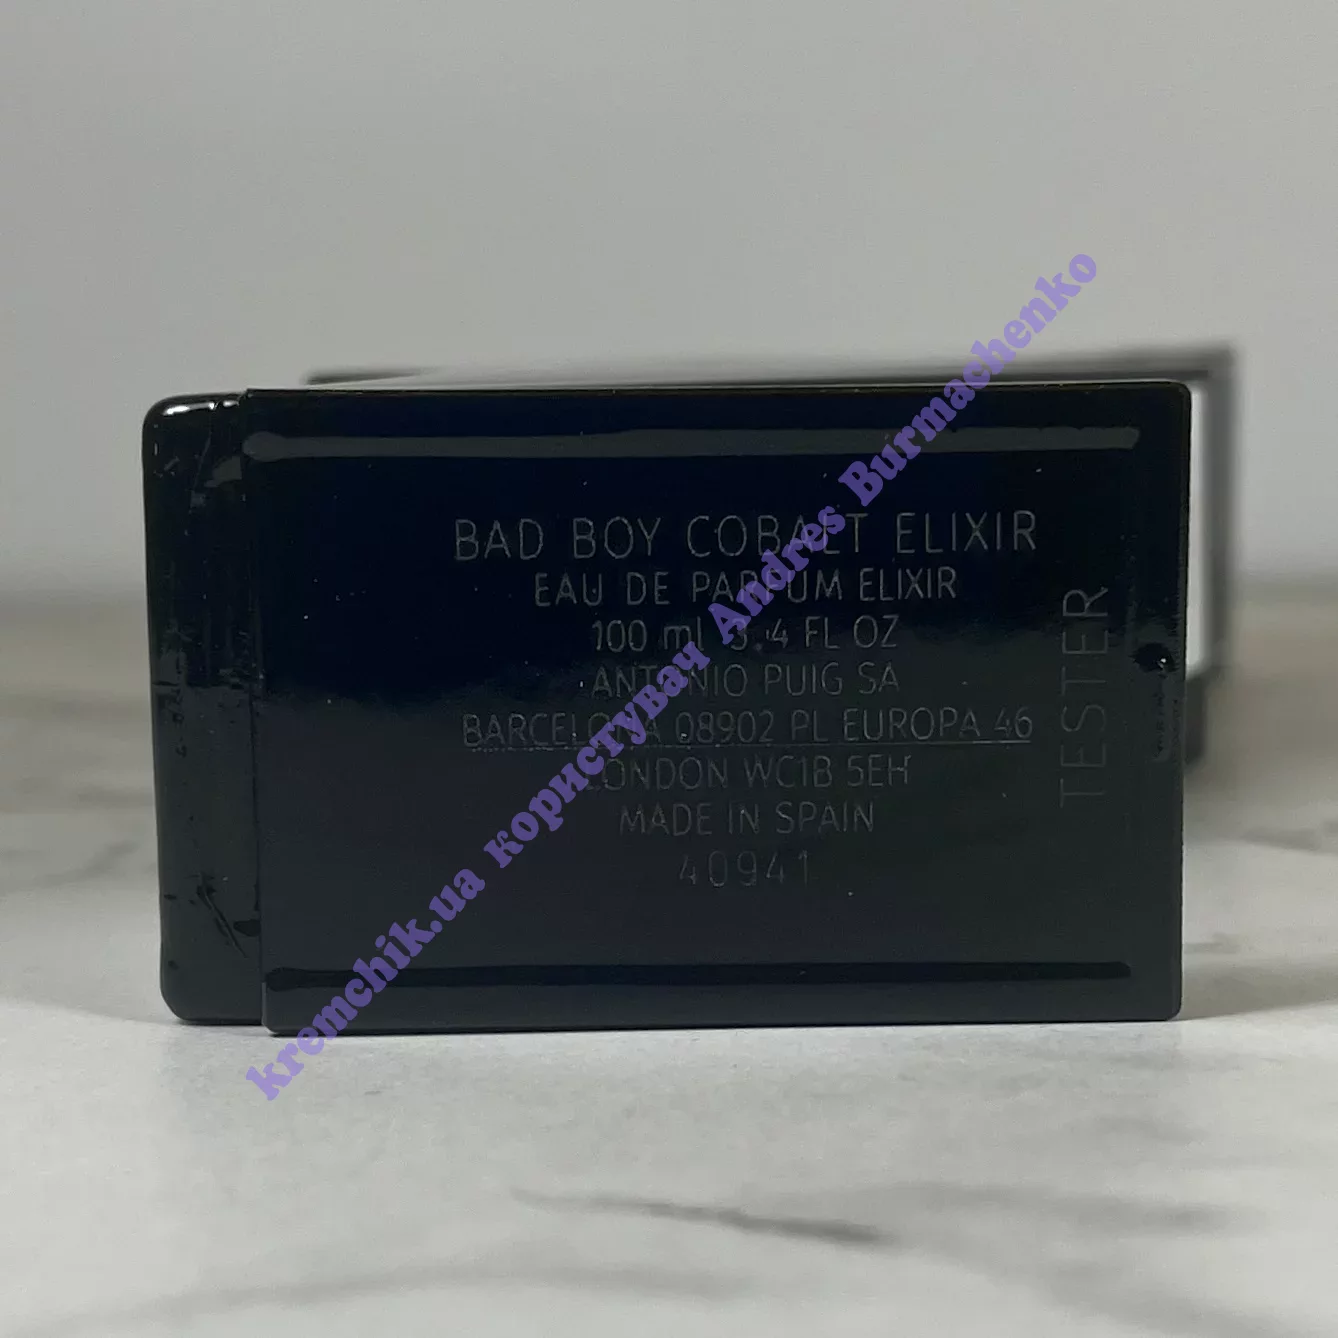 BAD BOY COBALT ELIXIR
EAU DE PARFUM ELIXIR
100 ml 3.4 FL OZ
ANTONIO PUIG SA
BARCELONA 08902 PL EUROPA 46
LONDON WC1B 5EH
MADE IN SPAIN
40941
TESTER
kremchik.ua користувач Andres Burmachenko